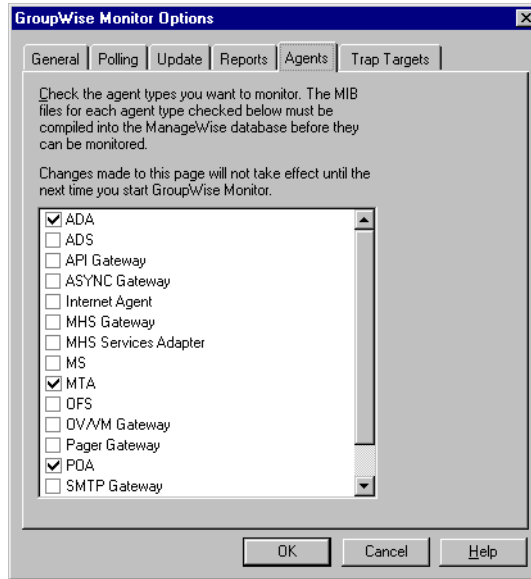 GroupWise Monitor Options
General
Polling
Update
Reports
Agents
Trap Targets
Check the agent types you want to monitor. The MIB
files for each agent type checked below must be
compiled into the ManageWise database before they
can be monitored.
Changes made to this page will not take effect until the
next time you start GroupWise Monitor.
ADA
ADS
API Gateway
ASYNC Gateway
Internet Agent
MHS Gateway
MHS Services Adapter
MS
MTA
OFS
OV/VM Gateway
Pager Gateway
POA
SMTP Gateway
OK
Cancel
Help